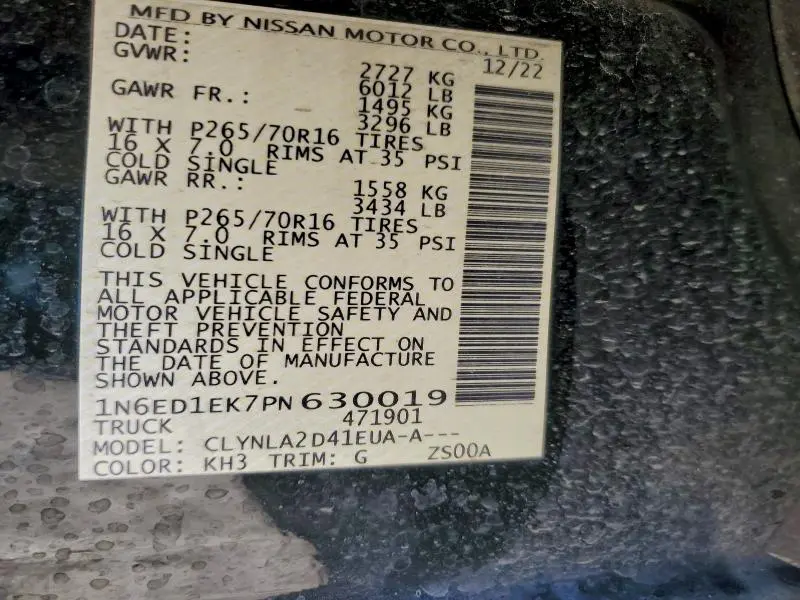 MFD BY NISSAN MOTOR CO., LTD.
DATE: 12/22
GVWR: 2727 KG
6012 LB
GAWR FR.: 1495 KG
3296 LB
WITH P265/70R16 TIRES
16 X 7.0 RIMS AT 35 PSI
COLD SINGLE
GAWR RR.: 1558 KG
3434 LB
WITH P265/70R16 TIRES
16 X 7.0 RIMS AT 35 PSI
COLD SINGLE
THIS VEHICLE CONFORMS TO
ALL APPLICABLE FEDERAL
MOTOR VEHICLE SAFETY AND
THEFT PREVENTION
STANDARDS IN EFFECT ON
THE DATE OF MANUFACTURE
SHOWN ABOVE.
1N6ED1EK7PN630019
TRUCK 471901
MODEL: CLYNLA2D41EUA-A---
COLOR: KH3 TRIM: G ZS00A